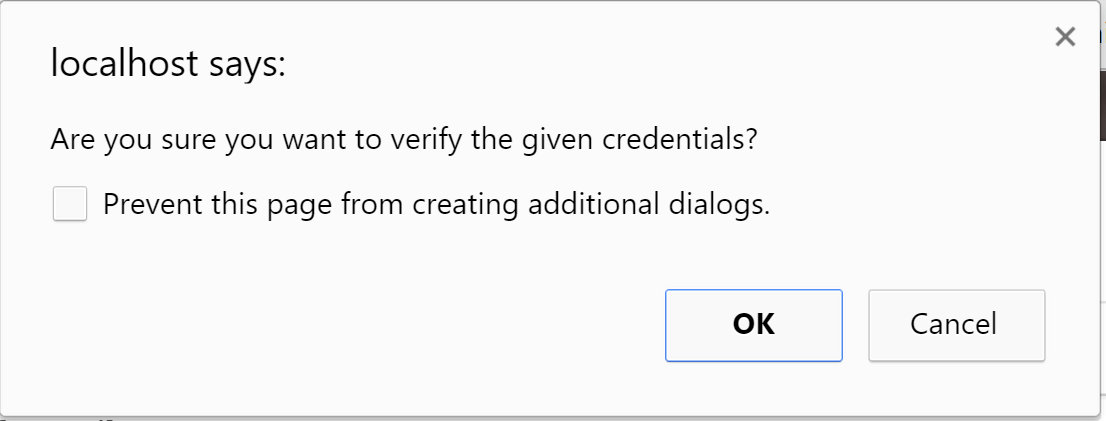 localhost says:
Are you sure you want to verify the given credentials?
Prevent this page from creating additional dialogs.
OK
Cancel